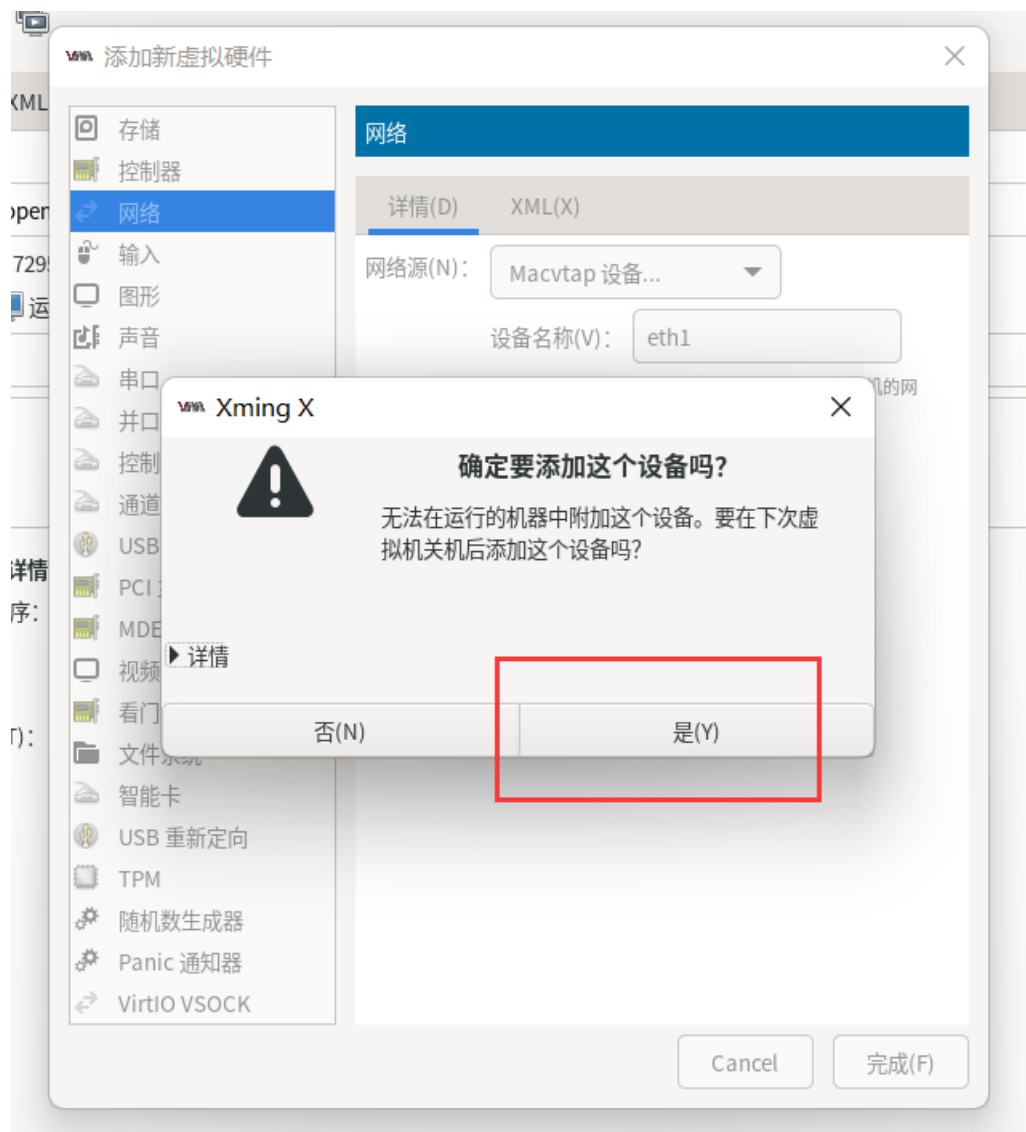 添加新虚拟硬件
XML
存储
控制器
网络
输入
图形
声音
串口
并口
控制
通道
USB
PCI
MDE
视频
看门
文件系统
智能卡
USB 重新定向
TPM
随机数生成器
Panic 通知器
VirtIO VSOCK
网络
详情(D) XML(X)
网络源(N): Macvtap 设备...
设备名称(V): eth1
机的网
open
7295
运
详情
序:
T):
Xming X
确定要添加这个设备吗?
无法在运行的机器中附加这个设备。要在下次虚
拟机关机后添加这个设备吗?
详情
否(N) 是(Y)
Cancel 完成(F)